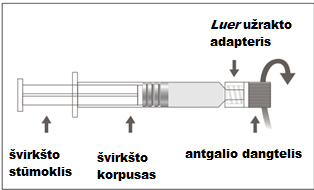 Luer užrakto
adapteris
švirkšto
stūmoklis
švirkšto
korpusas
antgalio dangtelis